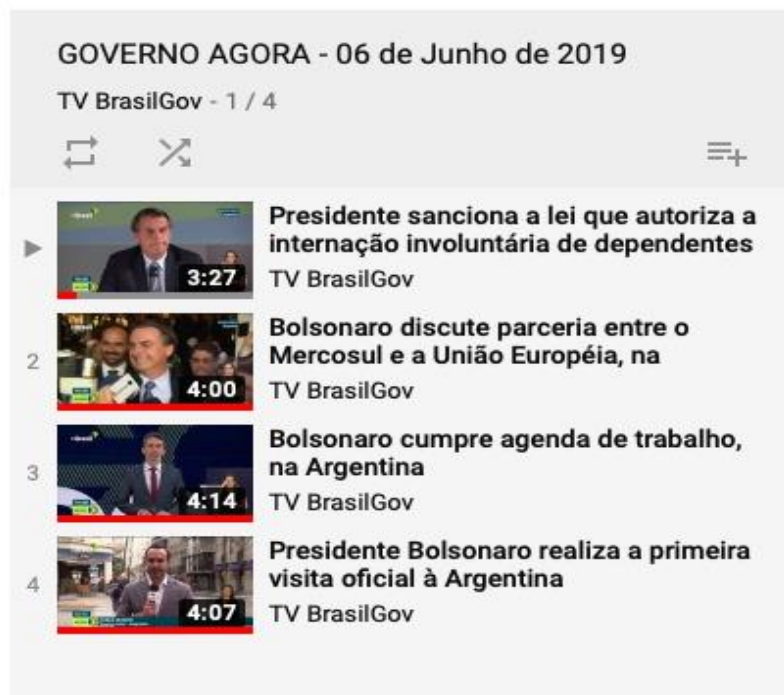 GOVERNO AGORA - 06 de Junho de 2019
TV BrasilGov - 1 / 4
Presidente sanciona a lei que autoriza a
internação involuntária de dependentes
3:27
TV BrasilGov
2
Bolsonaro discute parceria entre o
Mercosul e a União Européia, na
4:00
TV BrasilGov
3
Bolsonaro cumpre agenda de trabalho,
na Argentina
4:14
TV BrasilGov
4
Presidente Bolsonaro realiza a primeira
visita oficial à Argentina
4:07
TV BrasilGov